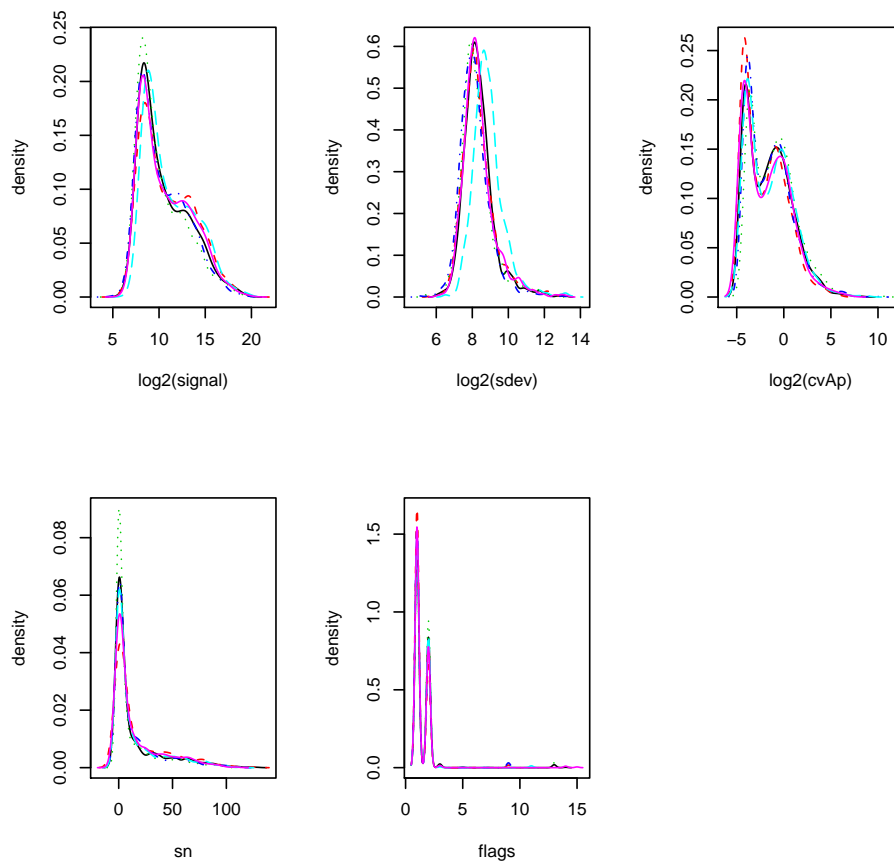 density
0.00 0.05 0.10 0.15 0.20 0.25
5 10 15 20
log2(signal)
density
0.0 0.1 0.2 0.3 0.4 0.5 0.6
6 8 10 12 14
log2(sdev)
density
0.00 0.05 0.10 0.15 0.20 0.25
−5 0 5 10
log2(cvAp)
density
0.00 0.02 0.04 0.06 0.08
0 50 100
sn
density
0.0 0.5 1.0 1.5
0 5 10 15
flags